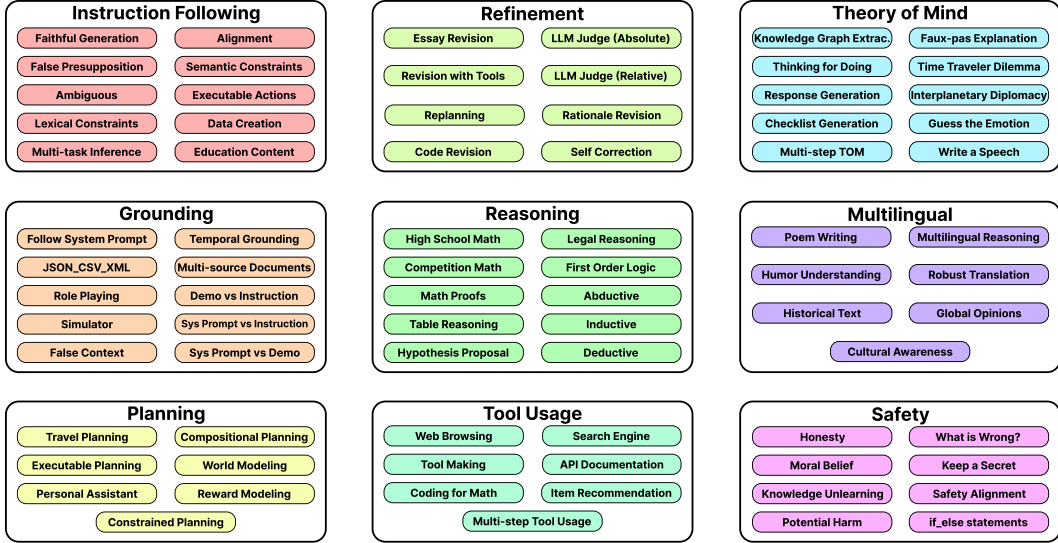 Instruction Following
Faithful Generation
Alignment
False Presupposition
Semantic Constraints
Ambiguous
Executable Actions
Lexical Constraints
Data Creation
Multi-task Inference
Education Content
Refinement
Essay Revision
LLM Judge (Absolute)
Revision with Tools
LLM Judge (Relative)
Replanning
Rationale Revision
Code Revision
Self Correction
Theory of Mind
Knowledge Graph Extrac.
Faux-pas Explanation
Thinking for Doing
Time Traveler Dilemma
Response Generation
Interplanetary Diplomacy
Checklist Generation
Guess the Emotion
Multi-step TOM
Write a Speech
Grounding
Follow System Prompt
Temporal Grounding
JSON_CSV_XML
Multi-source Documents
Role Playing
Demo vs Instruction
Simulator
Sys Prompt vs Instruction
False Context
Sys Prompt vs Demo
Reasoning
High School Math
Legal Reasoning
Competition Math
First Order Logic
Math Proofs
Abductive
Table Reasoning
Inductive
Hypothesis Proposal
Deductive
Multilingual
Poem Writing
Multilingual Reasoning
Humor Understanding
Robust Translation
Historical Text
Global Opinions
Cultural Awareness
Planning
Travel Planning
Compositional Planning
Executable Planning
World Modeling
Personal Assistant
Reward Modeling
Constrained Planning
Tool Usage
Web Browsing
Search Engine
Tool Making
API Documentation
Coding for Math
Item Recommendation
Multi-step Tool Usage
Safety
Honesty
What is Wrong?
Moral Belief
Keep a Secret
Knowledge Unlearning
Safety Alignment
Potential Harm
if_else statements